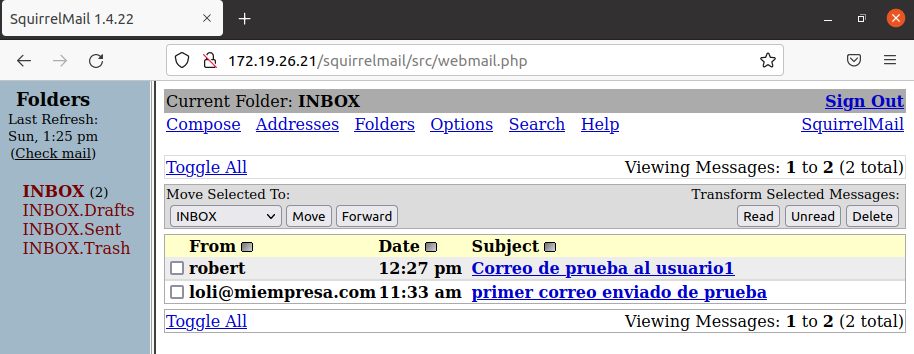 SquirrelMail 1.4.22
172.19.26.21/squirrelmail/src/webmail.php
Folders
Last Refresh:
Sun, 1:25 pm
(Check mail)
INBOX (2)
INBOX.Drafts
INBOX.Sent
INBOX.Trash
Current Folder: INBOX Sign Out
Compose Addresses Folders Options Search Help SquirrelMail
Toggle All Viewing Messages: 1 to 2 (2 total)
Move Selected To: Transform Selected Messages:
INBOX Move Forward Read Unread Delete
From Date Subject
robert 12:27 pm Correo de prueba al usuario1
loli@miempresa.com 11:33 am primer correo enviado de prueba
Toggle All Viewing Messages: 1 to 2 (2 total)